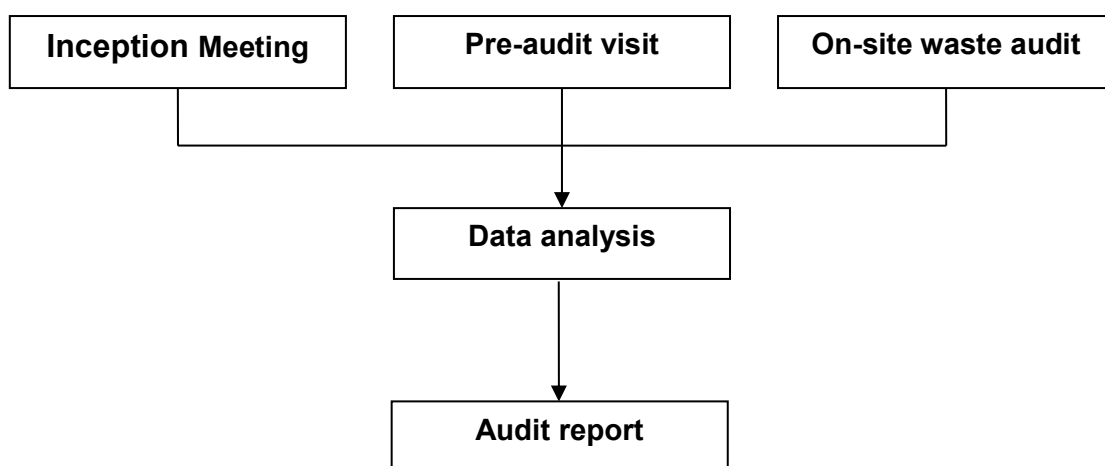 Inception Meeting
Pre-audit visit
On-site waste audit
Data analysis
Audit report